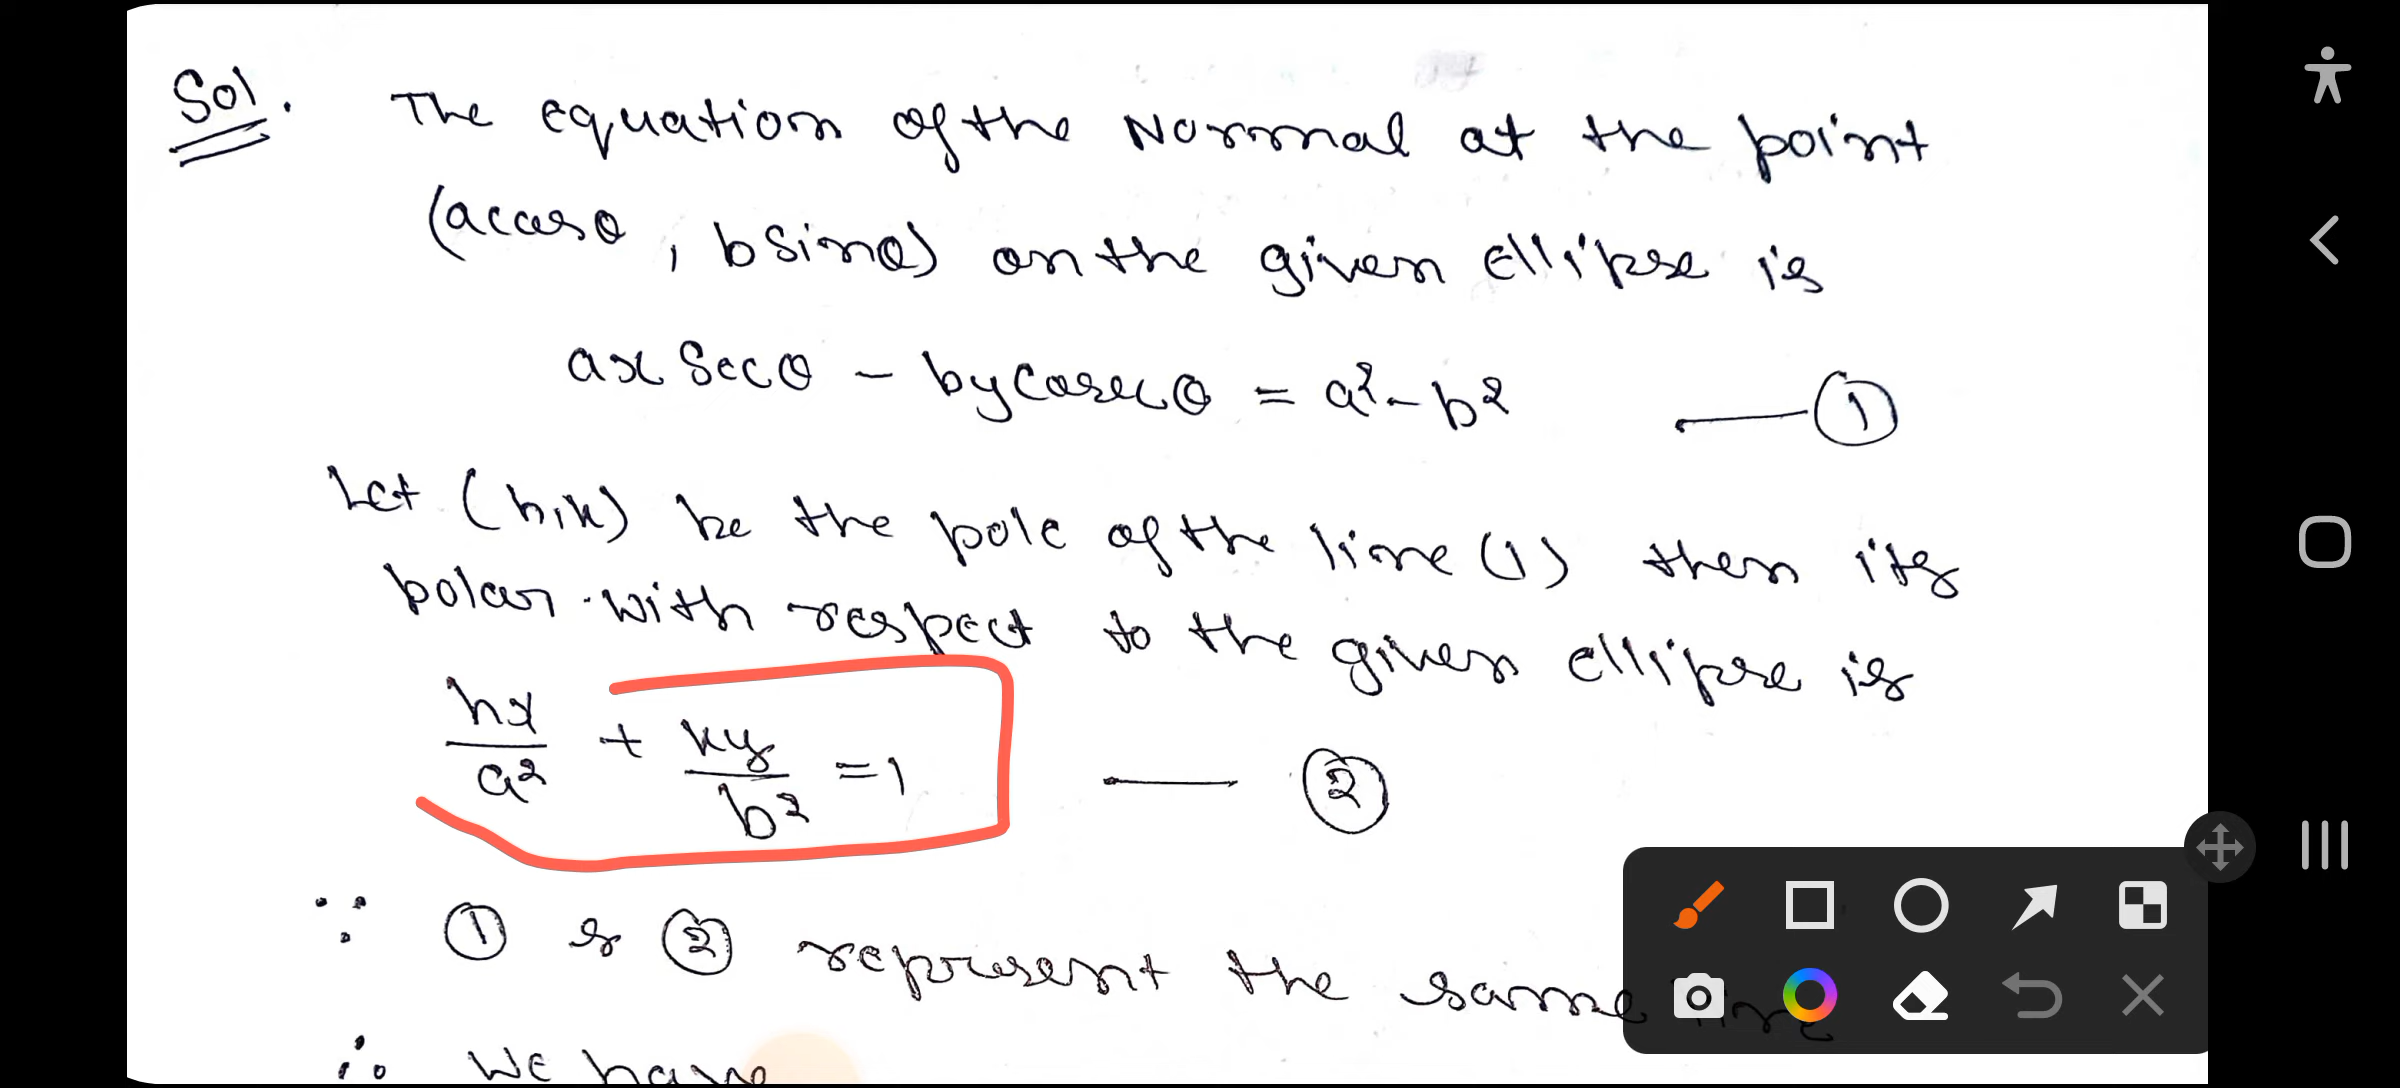 Sol.
The Equation of the Normal at the point
(acosθ, bsinθ) on the given Ellipse is
ax Secθ - by Cosecθ = a² - b² — ①
Let (h,k) be the pole of the line (1) then its
polar with respect to the given ellipse is
hx/a² + ky/b² = 1 — ②
∵ ① & ② represent the same line
∴ We have